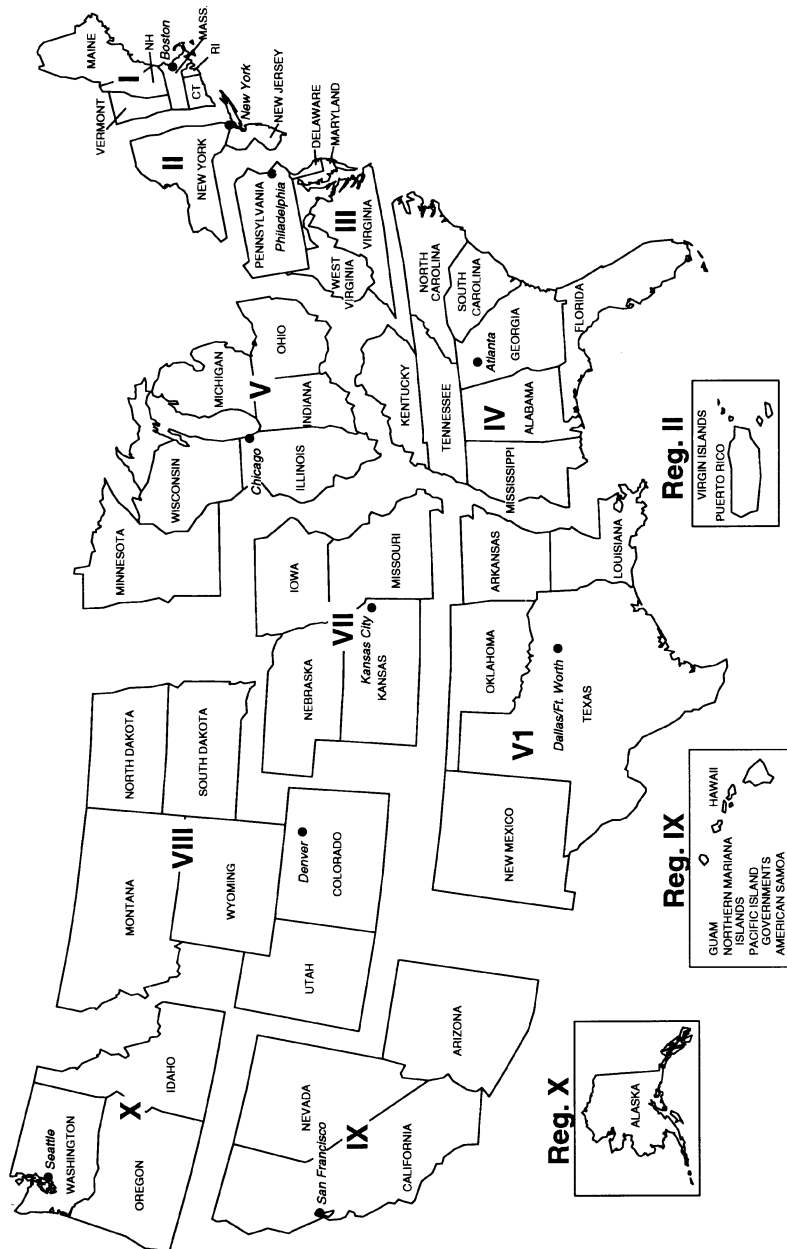 MAINE
I
NH
Boston
MASS.
RI
CT
VERMONT
II
NEW YORK
New York
NEW JERSEY
PENNSYLVANIA
Philadelphia
DELAWARE
MARYLAND
III
VIRGINIA
WEST
VIRGINIA
NORTH
CAROLINA
SOUTH
CAROLINA
KENTUCKY
TENNESSEE
Atlanta
GEORGIA
IV
ALABAMA
MISSISSIPPI
FLORIDA
MICHIGAN
OHIO
V
INDIANA
ILLINOIS
Chicago
WISCONSIN
MINNESOTA
IOWA
MISSOURI
VII
Kansas City
KANSAS
NEBRASKA
ARKANSAS
LOUISIANA
OKLAHOMA
Dallas/Ft. Worth
TEXAS
V1
NEW MEXICO
NORTH DAKOTA
SOUTH DAKOTA
VIII
MONTANA
WYOMING
Denver
COLORADO
UTAH
ARIZONA
NEVADA
IX
San Francisco
CALIFORNIA
IDAHO
X
Seattle
WASHINGTON
OREGON
Reg. X
ALASKA
Reg. IX
GUAM
NORTHERN MARIANA
ISLANDS
PACIFIC ISLAND
GOVERNMENTS
AMERICAN SAMOA
HAWAII
Reg. II
VIRGIN ISLANDS
PUERTO RICO